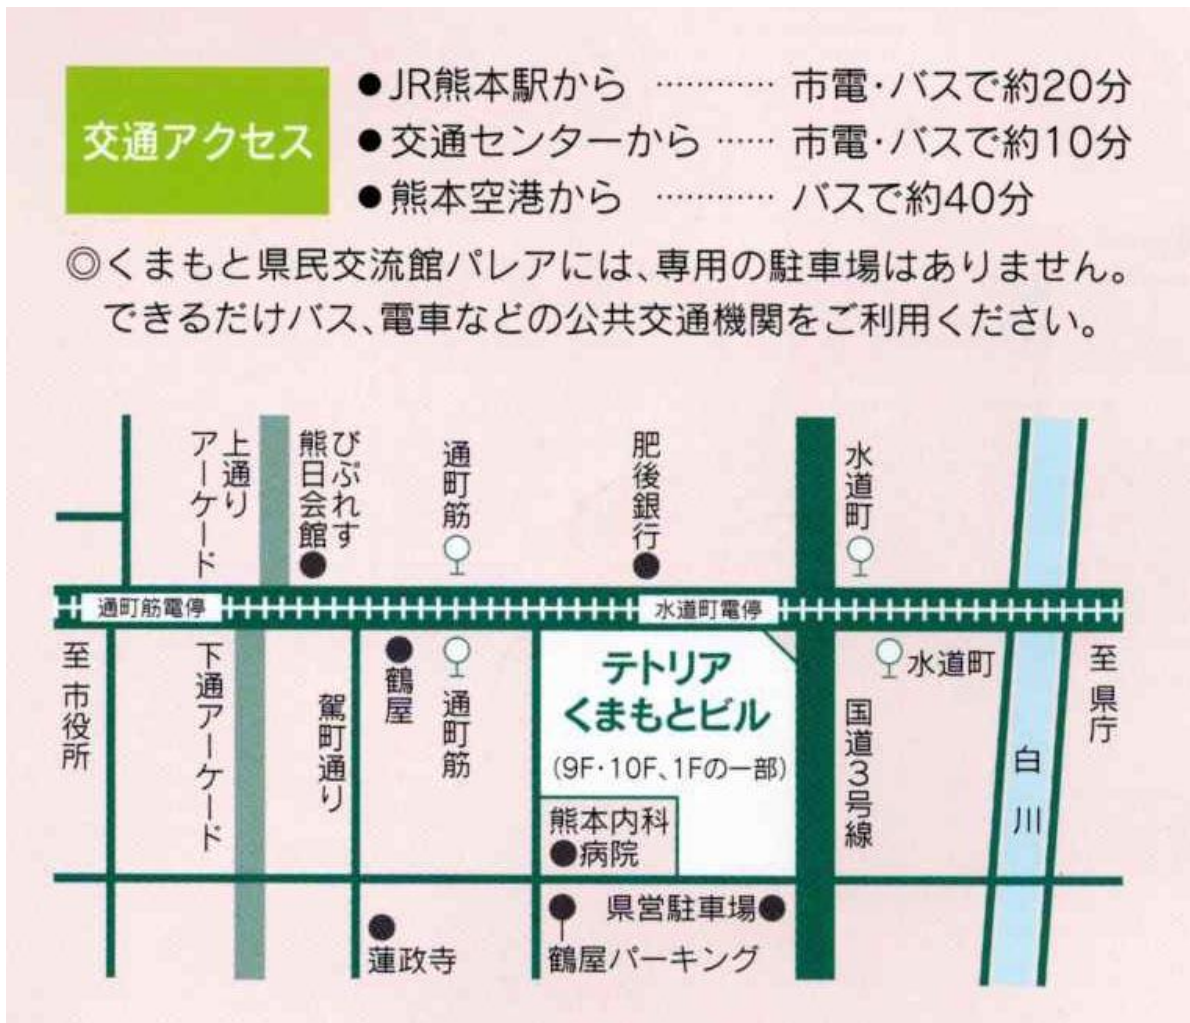 交通アクセス
●JR熊本駅から ………… 市電・バスで約20分
●交通センターから …… 市電・バスで約10分
●熊本空港から ………… バスで約40分
◎くまもと県民交流館パレアには、専用の駐車場はありません。
できるだけバス、電車などの公共交通機関をご利用ください。
上通り
アーケード
びぷれす
熊日会館
通町筋
肥後銀行
水道町
通町筋電停
水道町電停
至市役所
下通アーケード
駕町通り
鶴屋
通町筋
テトリア
くまもとビル
(9F・10F、1Fの一部)
熊本内科
●病院
国道3号線
水道町
白川
至県庁
蓮政寺
県営駐車場●
鶴屋パーキング